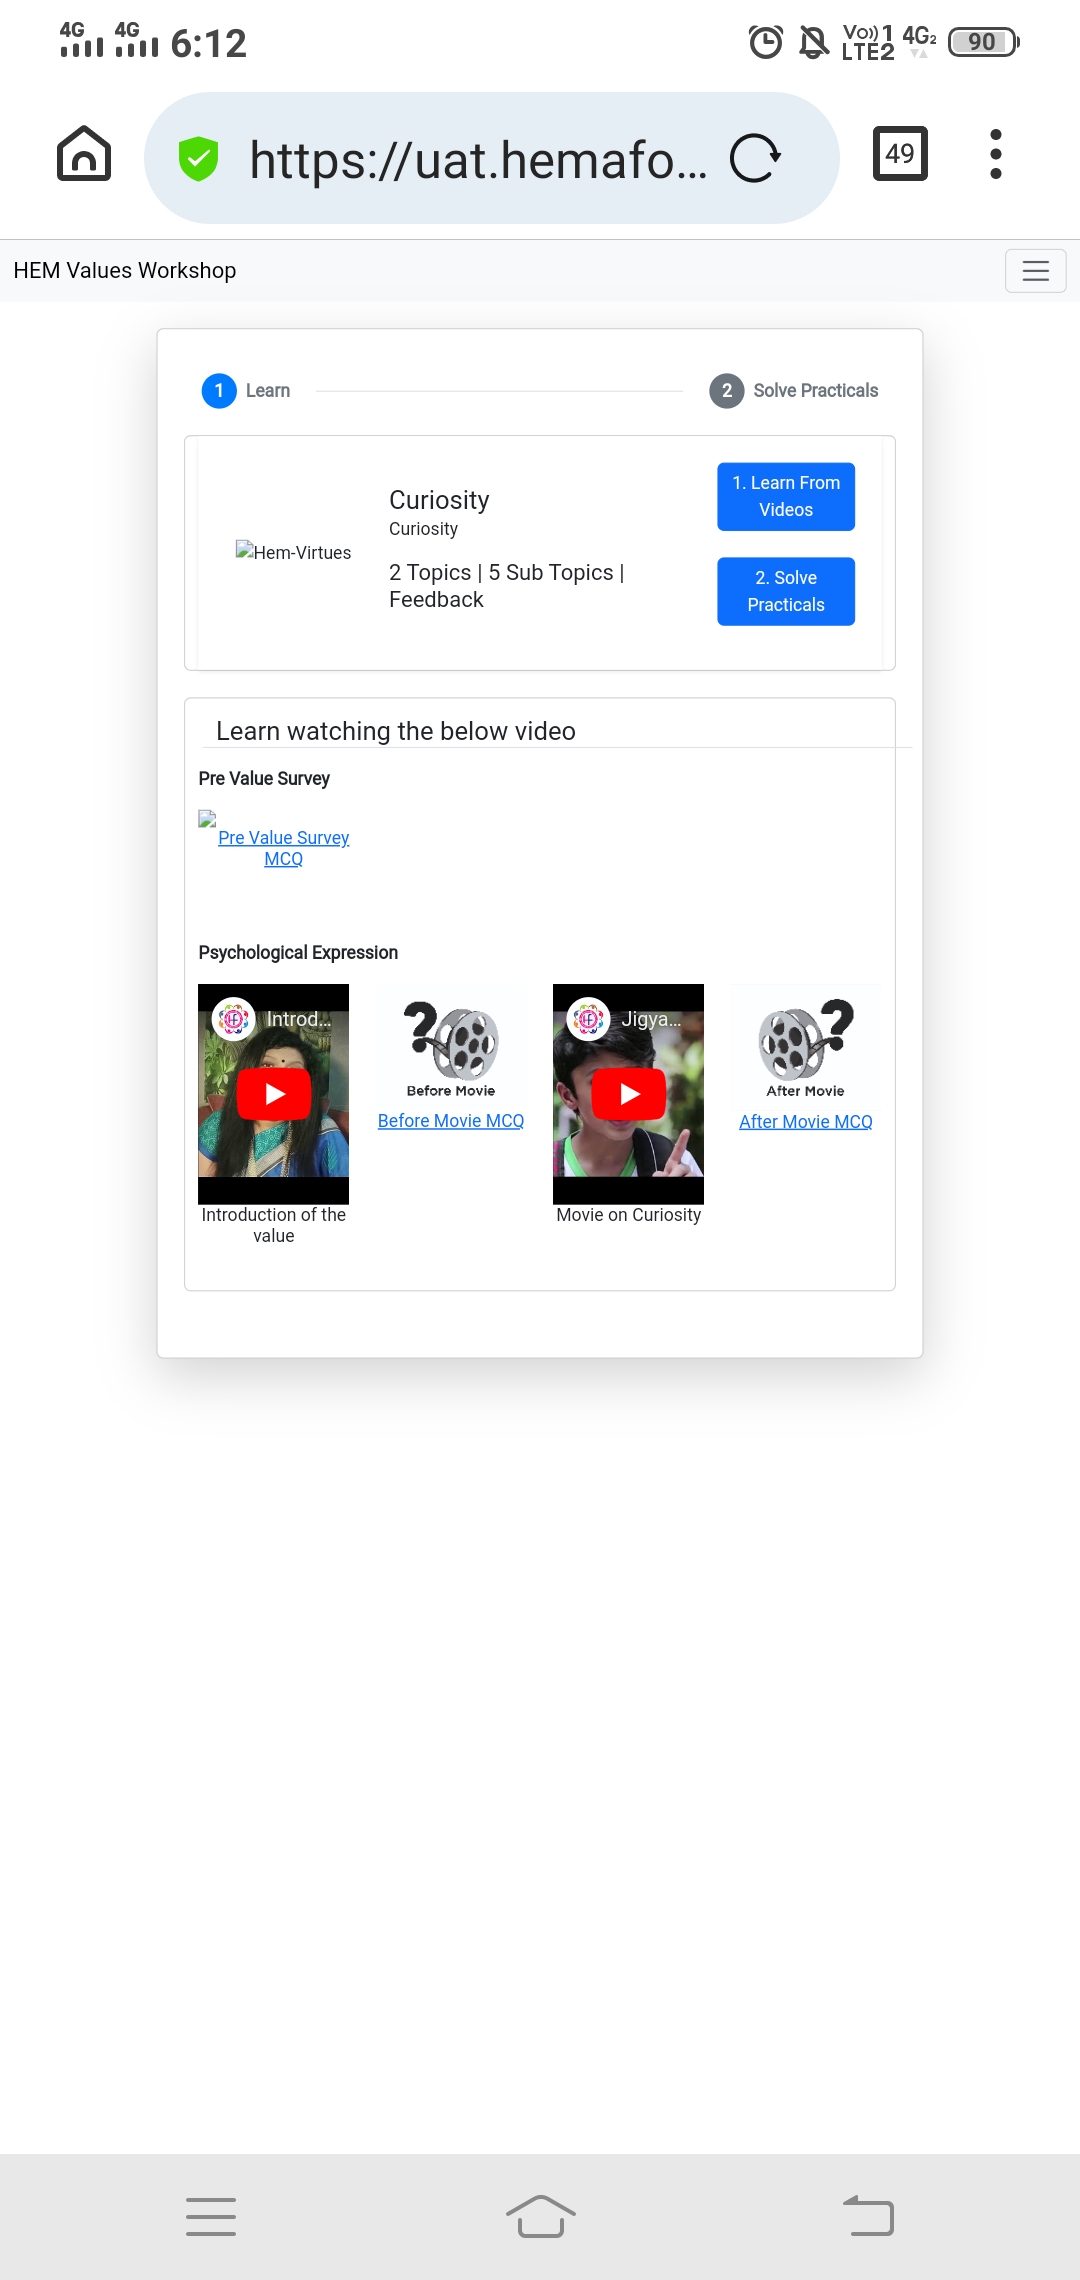 4G 4G 6:12
Vo)) 1 4G2
LTE2
90
https://uat.hemafo...
49
HEM Values Workshop
1 Learn
2 Solve Practicals
Hem-Virtues
Curiosity
Curiosity
2 Topics | 5 Sub Topics |
Feedback
1. Learn From
Videos
2. Solve
Practicals
Learn watching the below video
Pre Value Survey
Pre Value Survey
MCQ
Psychological Expression
Introd...
Before Movie
Before Movie MCQ
Jigya...
After Movie
After Movie MCQ
Introduction of the
value
Movie on Curiosity